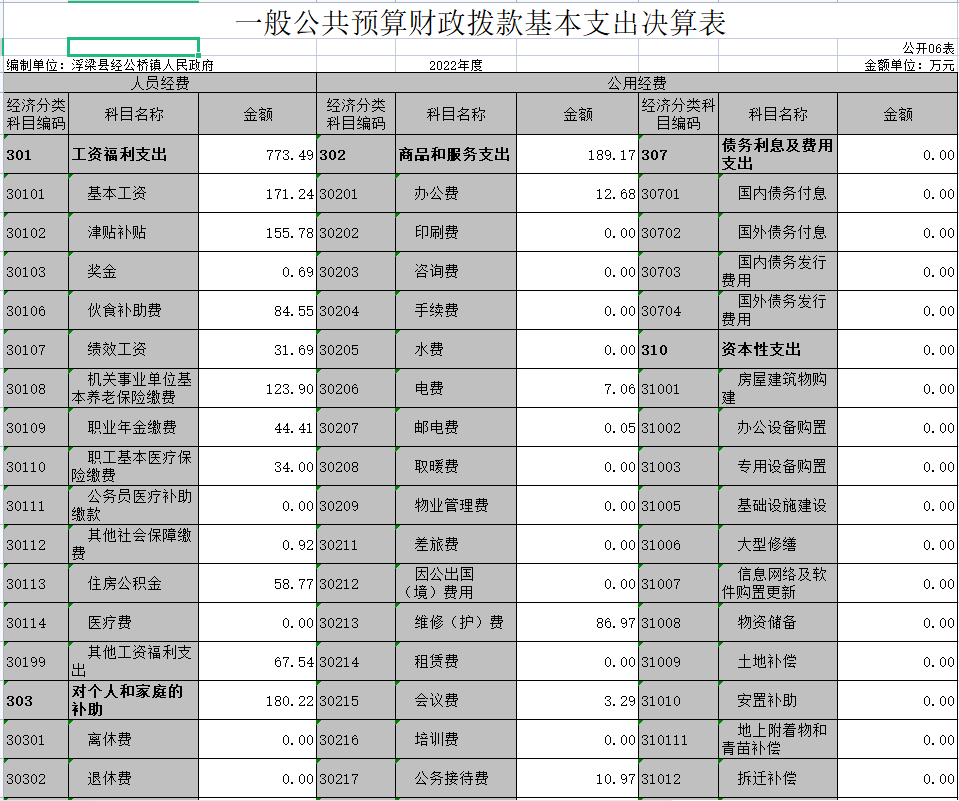 一般公共预算财政拨款基本支出决算表
公开06表
编制单位：浮梁县经公桥镇人民政府 2022年度 金额单位：万元
人员经费 公用经费
经济分类科目编码 科目名称 金额 经济分类科目编码 科目名称 金额 经济分类科目编码 科目名称 金额
301 工资福利支出 773.49 302 商品和服务支出 189.17 307 债务利息及费用支出 0.00
30101 基本工资 171.24 30201 办公费 12.68 30701 国内债务付息 0.00
30102 津贴补贴 155.78 30202 印刷费 0.00 30702 国外债务付息 0.00
30103 奖金 0.69 30203 咨询费 0.00 30703 国内债务发行费用 0.00
30106 伙食补助费 84.55 30204 手续费 0.00 30704 国外债务发行费用 0.00
30107 绩效工资 31.69 30205 水费 0.00 310 资本性支出 0.00
30108 机关事业单位基本养老保险缴费 123.90 30206 电费 7.06 31001 房屋建筑物购建 0.00
30109 职业年金缴费 44.41 30207 邮电费 0.05 31002 办公设备购置 0.00
30110 职工基本医疗保险缴费 34.00 30208 取暖费 0.00 31003 专用设备购置 0.00
30111 公务员医疗补助缴款 0.00 30209 物业管理费 0.00 31005 基础设施建设 0.00
30112 其他社会保障缴费 0.92 30211 差旅费 0.00 31006 大型修缮 0.00
30113 住房公积金 58.77 30212 因公出国（境）费用 0.00 31007 信息网络及软件购置更新 0.00
30114 医疗费 0.00 30213 维修（护）费 86.97 31008 物资储备 0.00
30199 其他工资福利支出 67.54 30214 租赁费 0.00 31009 土地补偿 0.00
303 对个人和家庭的补助 180.22 30215 会议费 3.29 31010 安置补助 0.00
30301 离休费 0.00 30216 培训费 0.00 310111 地上附着物和青苗补偿 0.00
30302 退休费 0.00 30217 公务接待费 10.97 31012 拆迁补偿 0.00